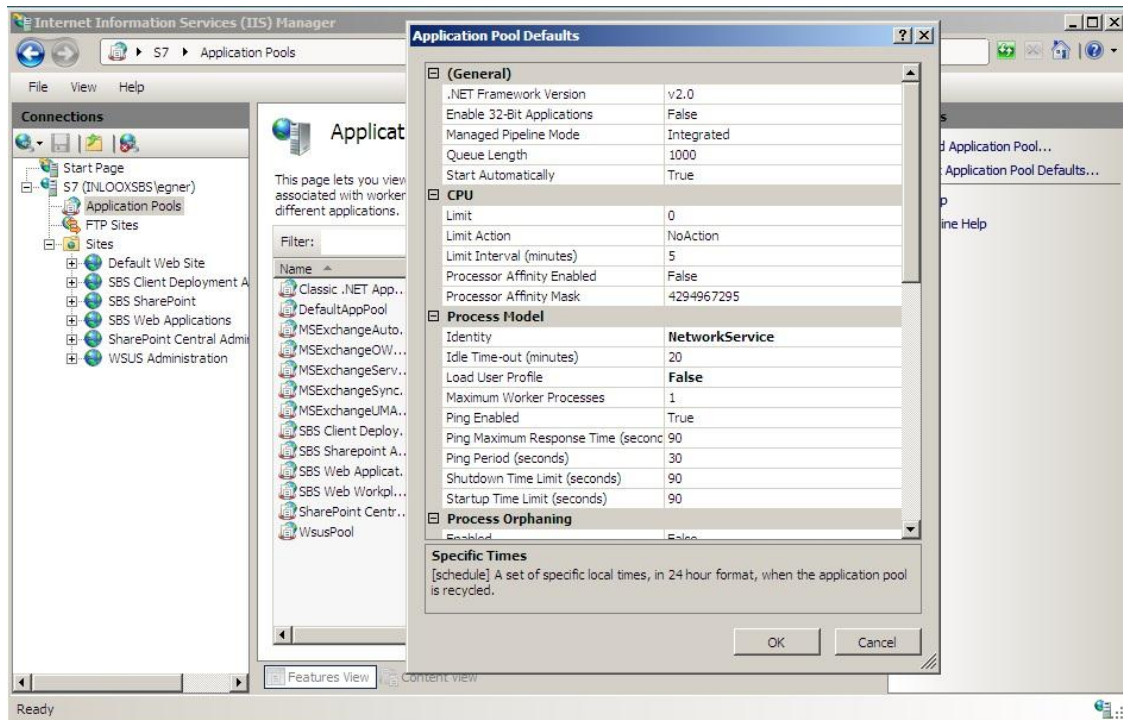 Internet Information Services (IIS) Manager
S7 Application Pools
File View Help
Connections
Start Page
S7 (INLOOXSBS\egner)
Application Pools
FTP Sites
Sites
Default Web Site
SBS Client Deployment A
SBS SharePoint
SBS Web Applications
SharePoint Central Admi
WSUS Administration
Applicat
This page lets you view
associated with worker
different applications.
Filter:
Name
Classic .NET App...
DefaultAppPool
MSExchangeAuto.
MSExchangeOW...
MSExchangeServ..
MSExchangeSync.
MSExchangeUMA..
SBS Client Deploy.
SBS Sharepoint A..
SBS Web Applicat.
SBS Web Workpl...
SharePoint Centr..
WsusPool
Features View Content View
Application Pool Defaults
(General)
.NET Framework Version v2.0
Enable 32-Bit Applications False
Managed Pipeline Mode Integrated
Queue Length 1000
Start Automatically True
CPU
Limit 0
Limit Action NoAction
Limit Interval (minutes) 5
Processor Affinity Enabled False
Processor Affinity Mask 4294967295
Process Model
Identity NetworkService
Idle Time-out (minutes) 20
Load User Profile False
Maximum Worker Processes 1
Ping Enabled True
Ping Maximum Response Time (second 90
Ping Period (seconds) 30
Shutdown Time Limit (seconds) 90
Startup Time Limit (seconds) 90
Process Orphaning
Enabled False
Specific Times
[schedule] A set of specific local times, in 24 hour format, when the application pool
is recycled.
OK Cancel
s
d Application Pool...
Application Pool Defaults...
p
ine Help
Ready